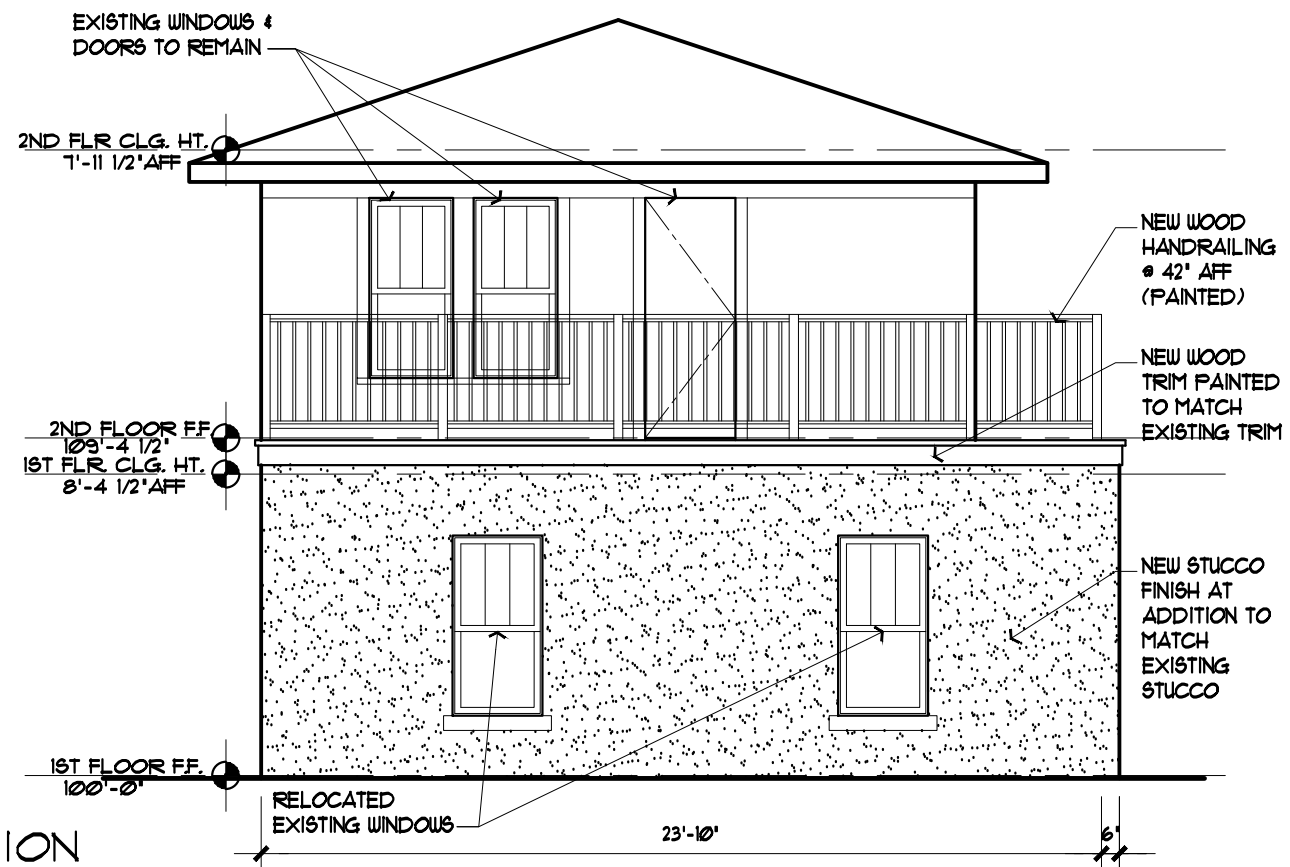 EXISTING WINDOWS &
DOORS TO REMAIN
2ND FLR CLG. HT.
7'-11 1/2" AFF
NEW WOOD
HANDRAILING
@ 42" AFF
(PAINTED)
NEW WOOD
TRIM PAINTED
TO MATCH
EXISTING TRIM
2ND FLOOR F.F.
109'-4 1/2"
1ST FLR. CLG. HT.
8'-4 1/2" AFF
NEW STUCCO
FINISH AT
ADDITION TO
MATCH
EXISTING
STUCCO
1ST FLOOR F.F.
100'-0"
RELOCATED
EXISTING WINDOWS
23'-10"
6"
ION